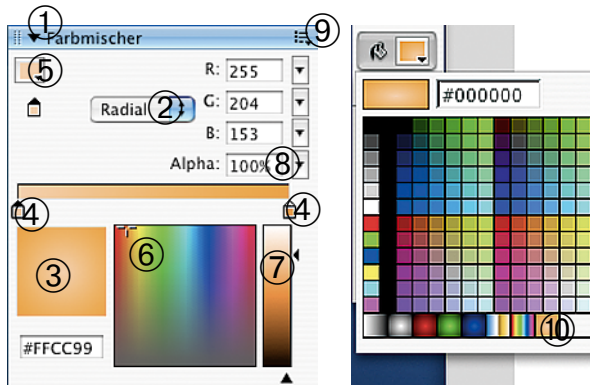 ① ⑨
Farbmischer
⑤ R: 255
#000000
Radial ② G: 204
B: 153
Alpha: 100% ⑧
④ ④
③ ⑥ ⑦
#FFCC99
⑩